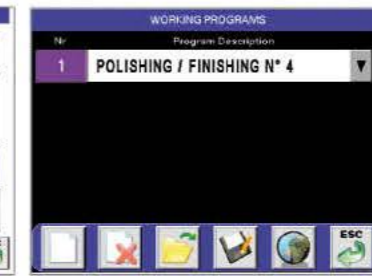 WORKING PROGRAMS
Nr Program Description
1 POLISHING / FINISHING N° 4
ESC